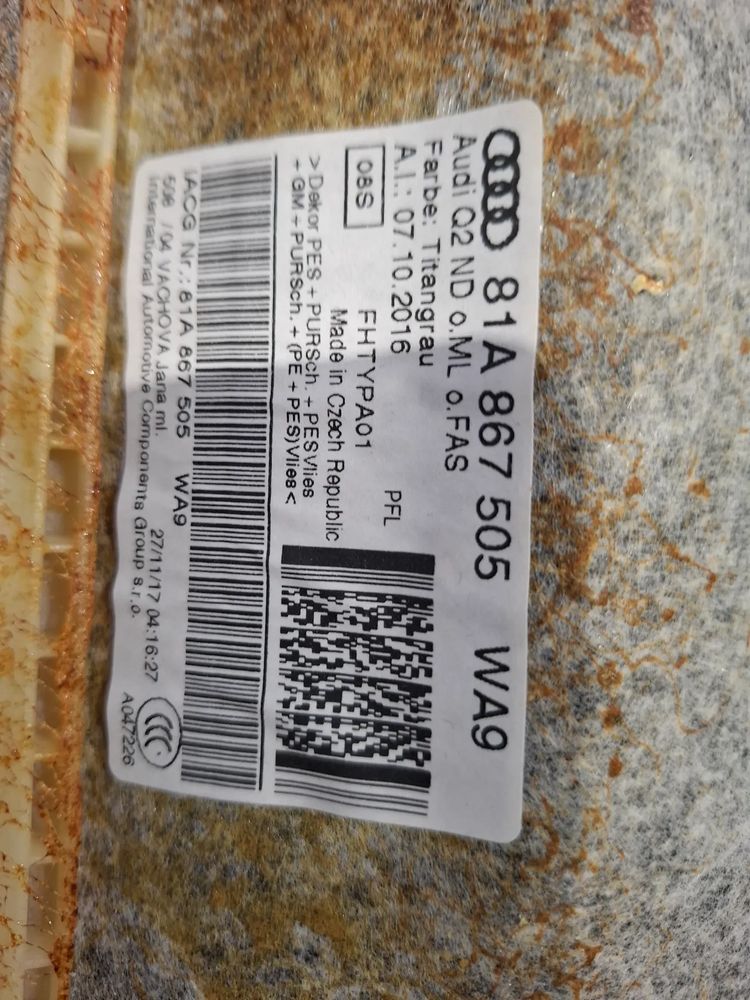 81A 867 505 WA9
Audi Q2 ND o.ML o.FAS
Farbe: Titangrau
A.I.: 07.10.2016 PFL
08S FHTYPA01
Made in Czech Republic
> Dekor PES + PURSch. + PESVlies
+ GM + PURSch. + (PE + PES)Vlies <
IACG Nr.: 81A 867 505 WA9 27/11/17 04:16:27
508 /04 VACHOVA Jana ml.
International Automotive Components Group s.r.o.
CCC
A047226